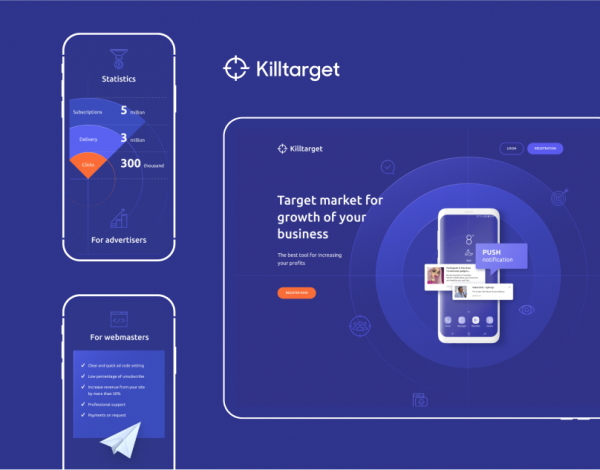 Statistics
Subscriptions 5 million
Delivery 3 million
Clicks 300 thousand
For advertisers
For webmasters
Clear and quick ad code setting
Low percentage of unsubscribe
Increase revenue from your site
by more than 30%
Professional support
Payments on request
Killtarget
Killtarget
LOGIN
REGISTRATION
Target market for
growth of your
business
The best tool for increasing
your profits
REGISTER NOW
PUSH
notification